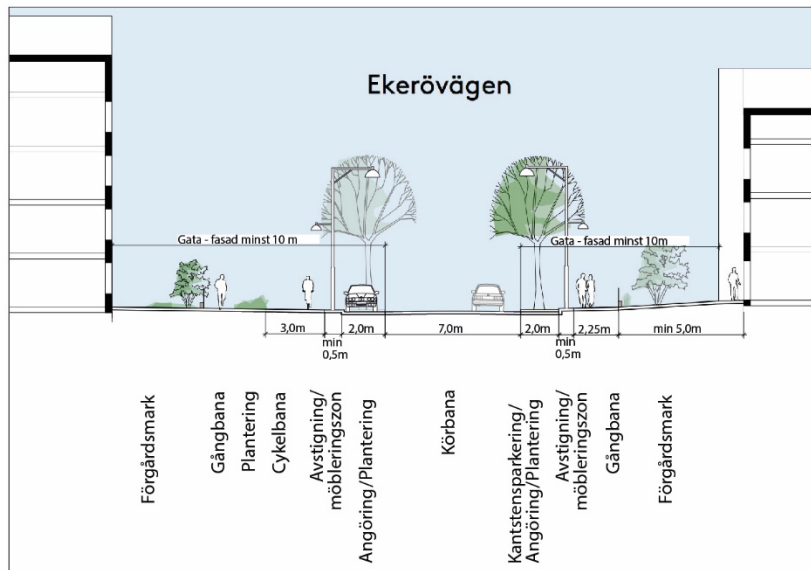 Ekerövägen
Gata - fasad minst 10 m
Gata - fasad minst 10m
3,0m
min
0,5m
2,0m
7,0m
2,0m
min
0,5m
2,25m
min 5,0m
Förgårdsmark
Gångbana
Plantering
Cykelbana
Avstigning/
möbleringszon
Angöring/Plantering
Körbana
Kantstensparkering/
Angöring/Plantering
Avstigning/
möbleringszon
Gångbana
Förgårdsmark